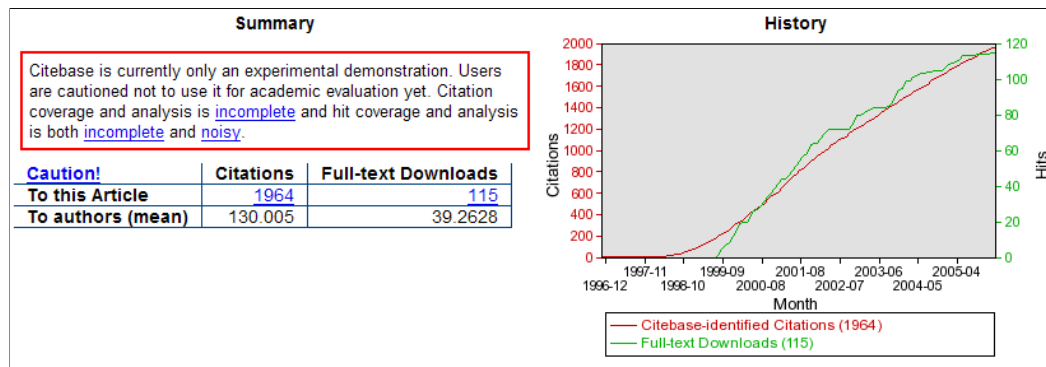 Summary
Citebase is currently only an experimental demonstration. Users
are cautioned not to use it for academic evaluation yet. Citation
coverage and analysis is incomplete and hit coverage and analysis
is both incomplete and noisy.
Caution! Citations Full-text Downloads
To this Article 1964 115
To authors (mean) 130.005 39.2628
History
2000
1800
1600
1400
1200
1000
800
600
400
200
0
Citations
120
100
80
60
40
20
0
Hits
1997-11 1999-09 2001-08 2003-06 2005-04
1996-12 1998-10 2000-08 2002-07 2004-05
Month
Citebase-identified Citations (1964)
Full-text Downloads (115)